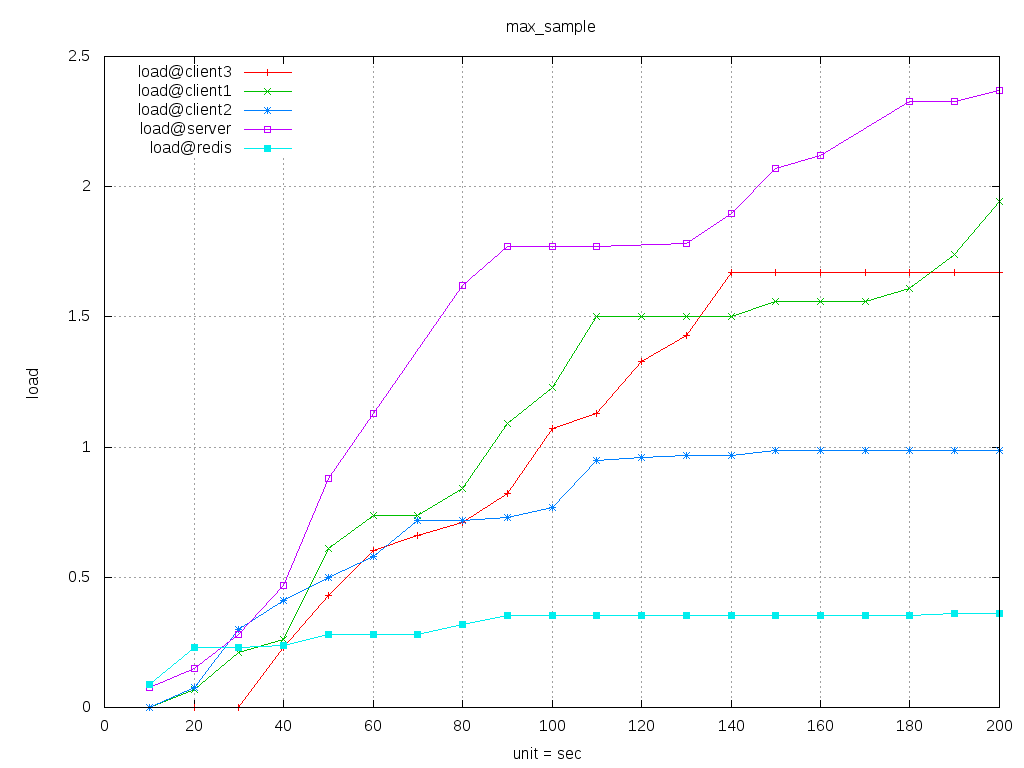 max_sample
2.5
2
1.5
1
0.5
0
load
load@client3
load@client1
load@client2
load@server
load@redis
0 20 40 60 80 100 120 140 160 180 200
unit = sec